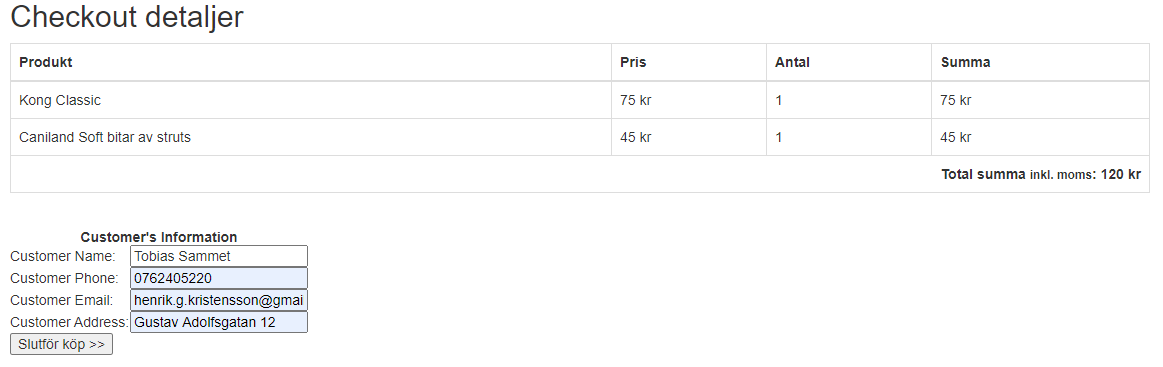 Checkout detaljer
Produkt Pris Antal Summa
Kong Classic 75 kr 1 75 kr
Caniland Soft bitar av struts 45 kr 1 45 kr
Total summa inkl. moms: 120 kr
Customer's Information
Customer Name: Tobias Sammet
Customer Phone: 0762405220
Customer Email: henrik.g.kristensson@gmai
Customer Address: Gustav Adolfsgatan 12
Slutför köp >>